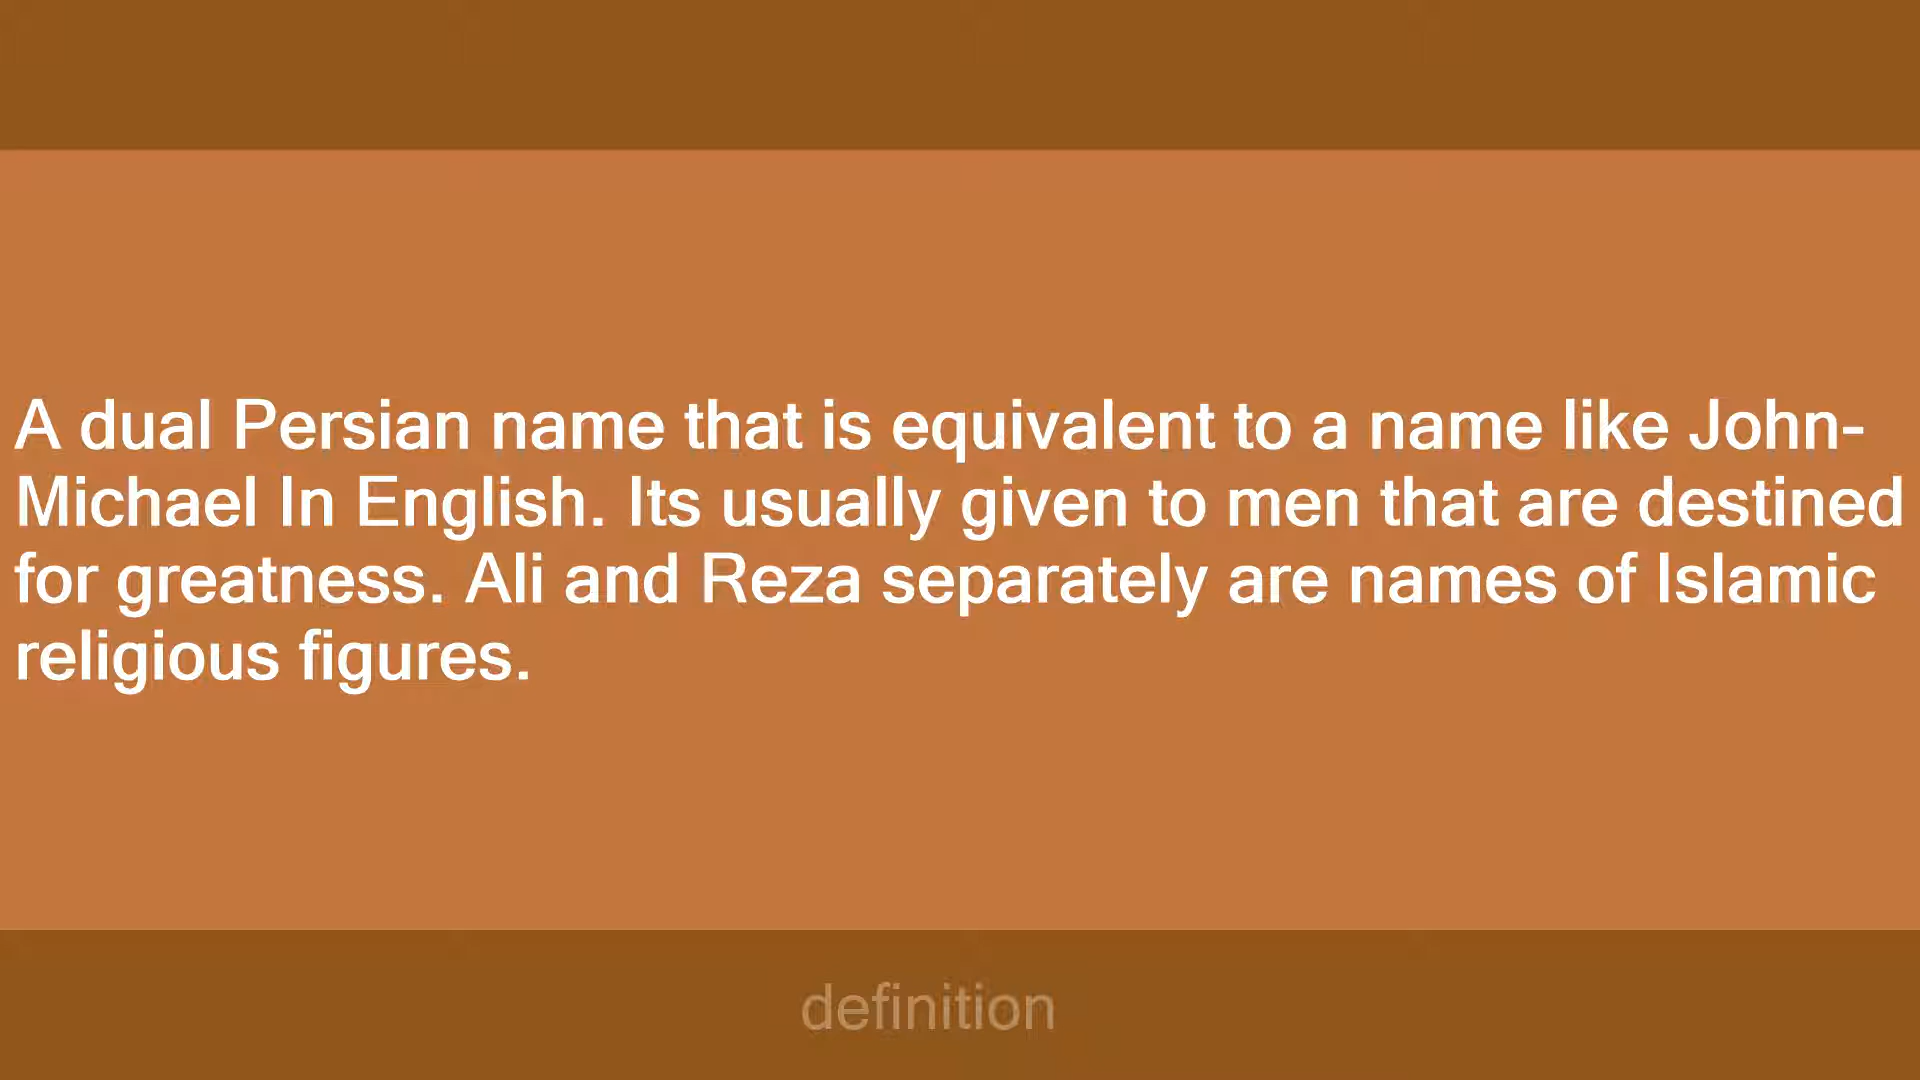 A dual Persian name that is equivalent to a name like John-
Michael In English. Its usually given to men that are destined
for greatness. Ali and Reza separately are names of Islamic
religious figures.
definition